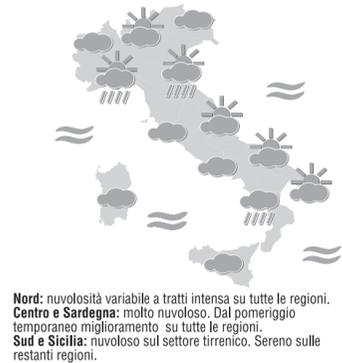 Nord: nuvolosità variabile a tratti intensa su tutte le regioni.
Centro e Sardegna: molto nuvoloso. Dal pomeriggio
temporaneo miglioramento su tutte le regioni.
Sud e Sicilia: nuvoloso sul settore tirrenico. Sereno sulle
restanti regioni.